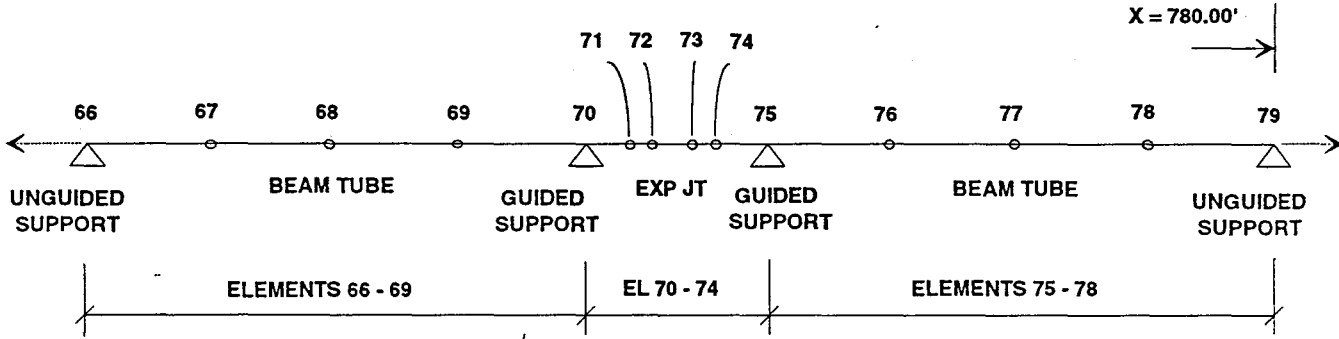 X = 780.00'
71 72 73 74
66 67 68 69 70 75 76 77 78 79
UNGUIDED
SUPPORT
BEAM TUBE
GUIDED
SUPPORT
EXP JT
GUIDED
SUPPORT
BEAM TUBE
UNGUIDED
SUPPORT
ELEMENTS 66 - 69
EL 70 - 74
ELEMENTS 75 - 78